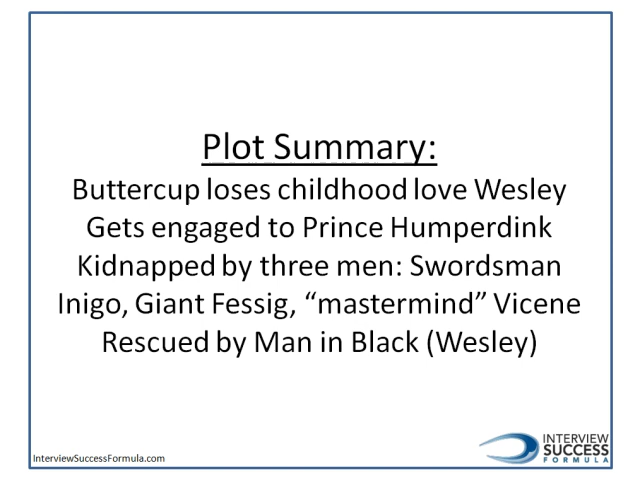 Plot Summary:
Buttercup loses childhood love Wesley
Gets engaged to Prince Humperdink
Kidnapped by three men: Swordsman
Inigo, Giant Fessig, “mastermind” Vicene
Rescued by Man in Black (Wesley)
InterviewSuccessFormula.com
INTERVIEW
SUCCESS
FORMULA